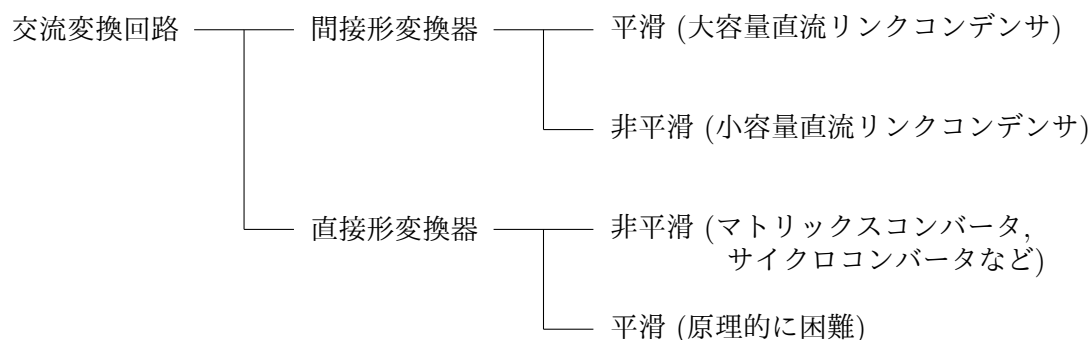 交流変換回路 間接形変換器 平滑 (大容量直流リンクコンデンサ)
非平滑 (小容量直流リンクコンデンサ)
直接形変換器 非平滑 (マトリックスコンバータ,
サイクロコンバータなど)
平滑 (原理的に困難)